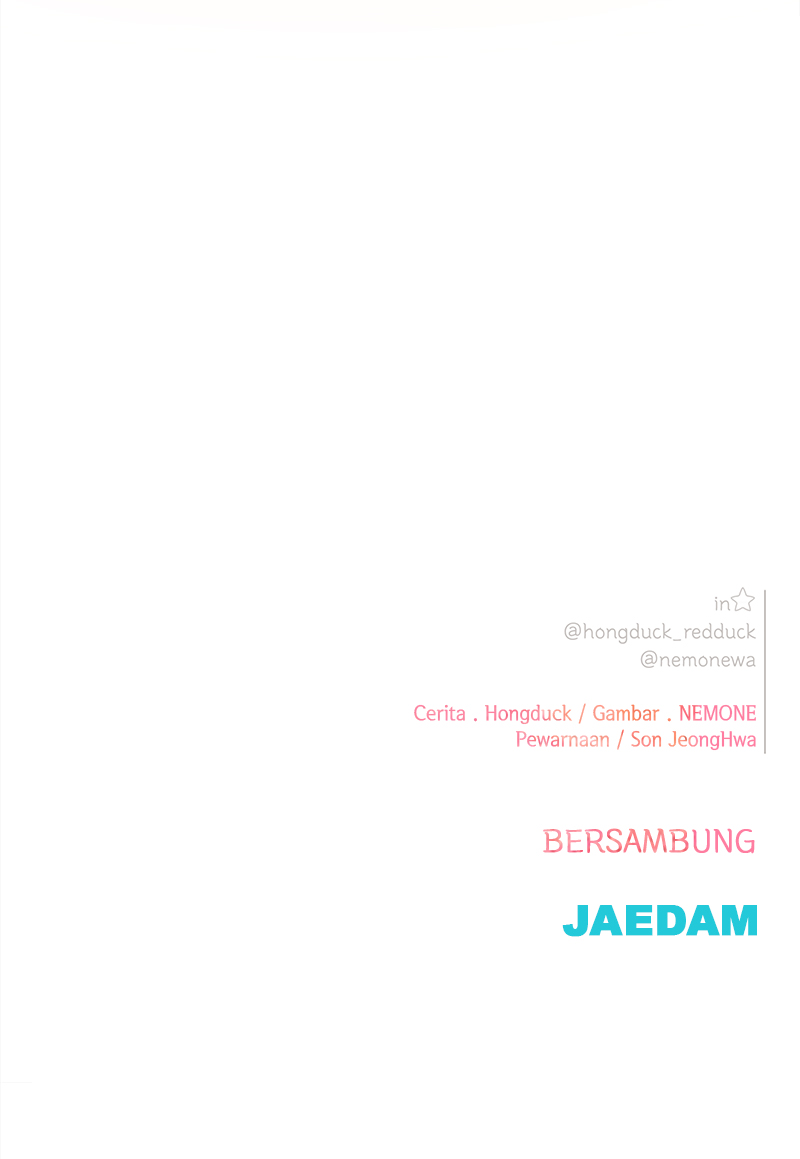 in☆
@hongduck_redduck
@nemonewa
Cerita . Hongduck / Gambar . NEMONE
Pewarnaan / Son JeongHwa
BERSAMBUNG
JAEDAM